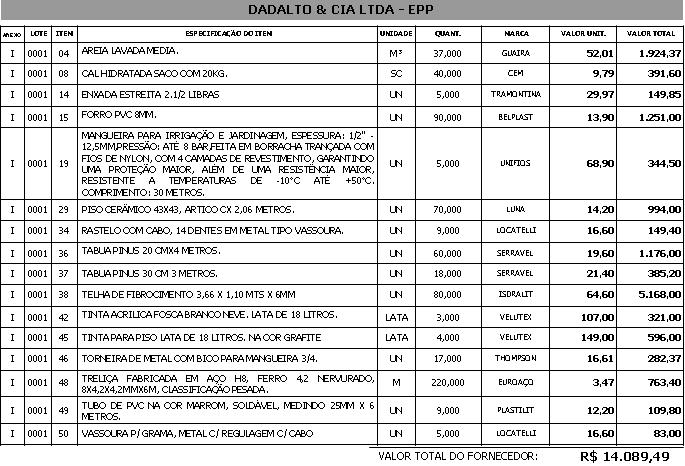 DADALTO & CIA LTDA - EPP
ANEXO LOTE ITEM ESPECIFICAÇÃO DO ITEM UNIDADE QUANT. MARCA VALOR UNIT. VALOR TOTAL
I 0001 04 AREIA LAVADA MEDIA. M³ 37,000 GUAIRA 52,01 1.924,37
I 0001 08 CAL HIDRATADA SACO COM 20KG. SC 40,000 CEM 9,79 391,60
I 0001 14 ENXADA ESTREITA 2.1/2 LIBRAS UN 5,000 TRAMONTINA 29,97 149,85
I 0001 15 FORRO PVC 8MM. UN 90,000 BELPLAST 13,90 1.251,00
MANGUEIRA PARA IRRIGAÇÃO E JARDINAGEM, ESPESSURA: 1/2" -
12,5MM,PRESSÃO: ATÉ 8 BAR,FEITA EM BORRACHA TRANÇADA COM
FIOS DE NYLON, COM 4 CAMADAS DE REVESTIMENTO, GARANTINDO
I 0001 19 UMA PROTEÇÃO MAIOR, ALÉM DE UMA RESISTÊNCIA MAIOR, UN 5,000 UNIFIOS 68,90 344,50
RESISTENTE A TEMPERATURAS DE -10°C ATÉ +50°C.
COMPRIMENTO: 30 METROS.
I 0001 29 PISO CERÂMICO 43X43, ARTICO CX 2,06 METROS. UN 70,000 LUNA 14,20 994,00
I 0001 34 RASTELO COM CABO, 14 DENTES EM METAL TIPO VASSOURA. UN 9,000 LOCATELLI 16,60 149,40
I 0001 36 TABUA PINUS 20 CMX4 METROS. UN 60,000 SERRAVEL 19,60 1.176,00
I 0001 37 TABUA PINUS 30 CM 3 METROS. UN 18,000 SERRAVEL 21,40 385,20
I 0001 38 TELHA DE FIBROCIMENTO 3,66 X 1,10 MTS X 6MM UN 80,000 ISDRALIT 64,60 5.168,00
I 0001 42 TINTA ACRILICA FOSCA BRANCO NEVE. LATA DE 18 LITROS. LATA 3,000 VELUTEX 107,00 321,00
I 0001 45 TINTA PARA PISO LATA DE 18 LITROS. NA COR GRAFITE LATA 4,000 VELUTEX 149,00 596,00
I 0001 46 TORNEIRA DE METAL COM BICO PARA MANGUEIRA 3/4. UN 17,000 THOMPSON 16,61 282,37
I 0001 48 TRELIÇA FABRICADA EM AÇO H8, FERRO 4,2 NERVURADO, M 220,000 EUROAÇO 3,47 763,40
8X4,2X4,2MMX6M, CLASSIFICAÇÃO PESADA.
I 0001 49 TUBO DE PVC NA COR MARROM, SOLDÁVEL, MEDINDO 25MM X 6 UN 9,000 PLASTILIT 12,20 109,80
METROS.
I 0001 50 VASSOURA P/ GRAMA, METAL C/ REGULAGEM C/ CABO UN 5,000 LOCATELLI 16,60 83,00
VALOR TOTAL DO FORNECEDOR: R$ 14.089,49